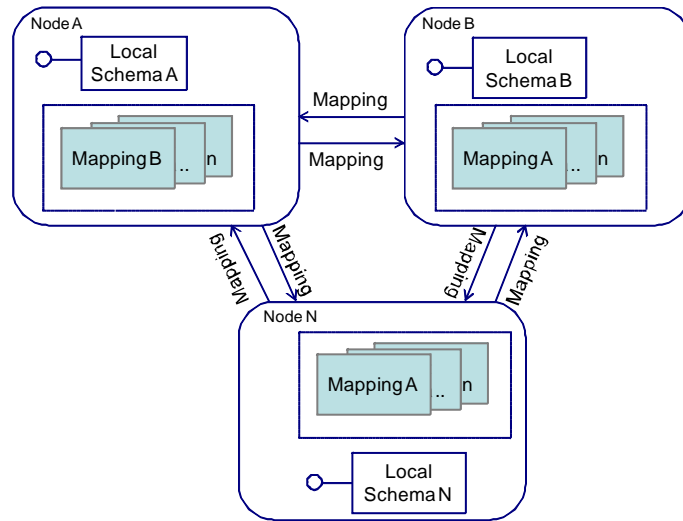 Node A
Local
Schema A
Mapping B
..
n
Node B
Local
Schema B
Mapping A
..
n
Mapping
Mapping
Mapping
Mapping
Mapping
Mapping
Node N
Mapping A
..
n
Local
Schema N